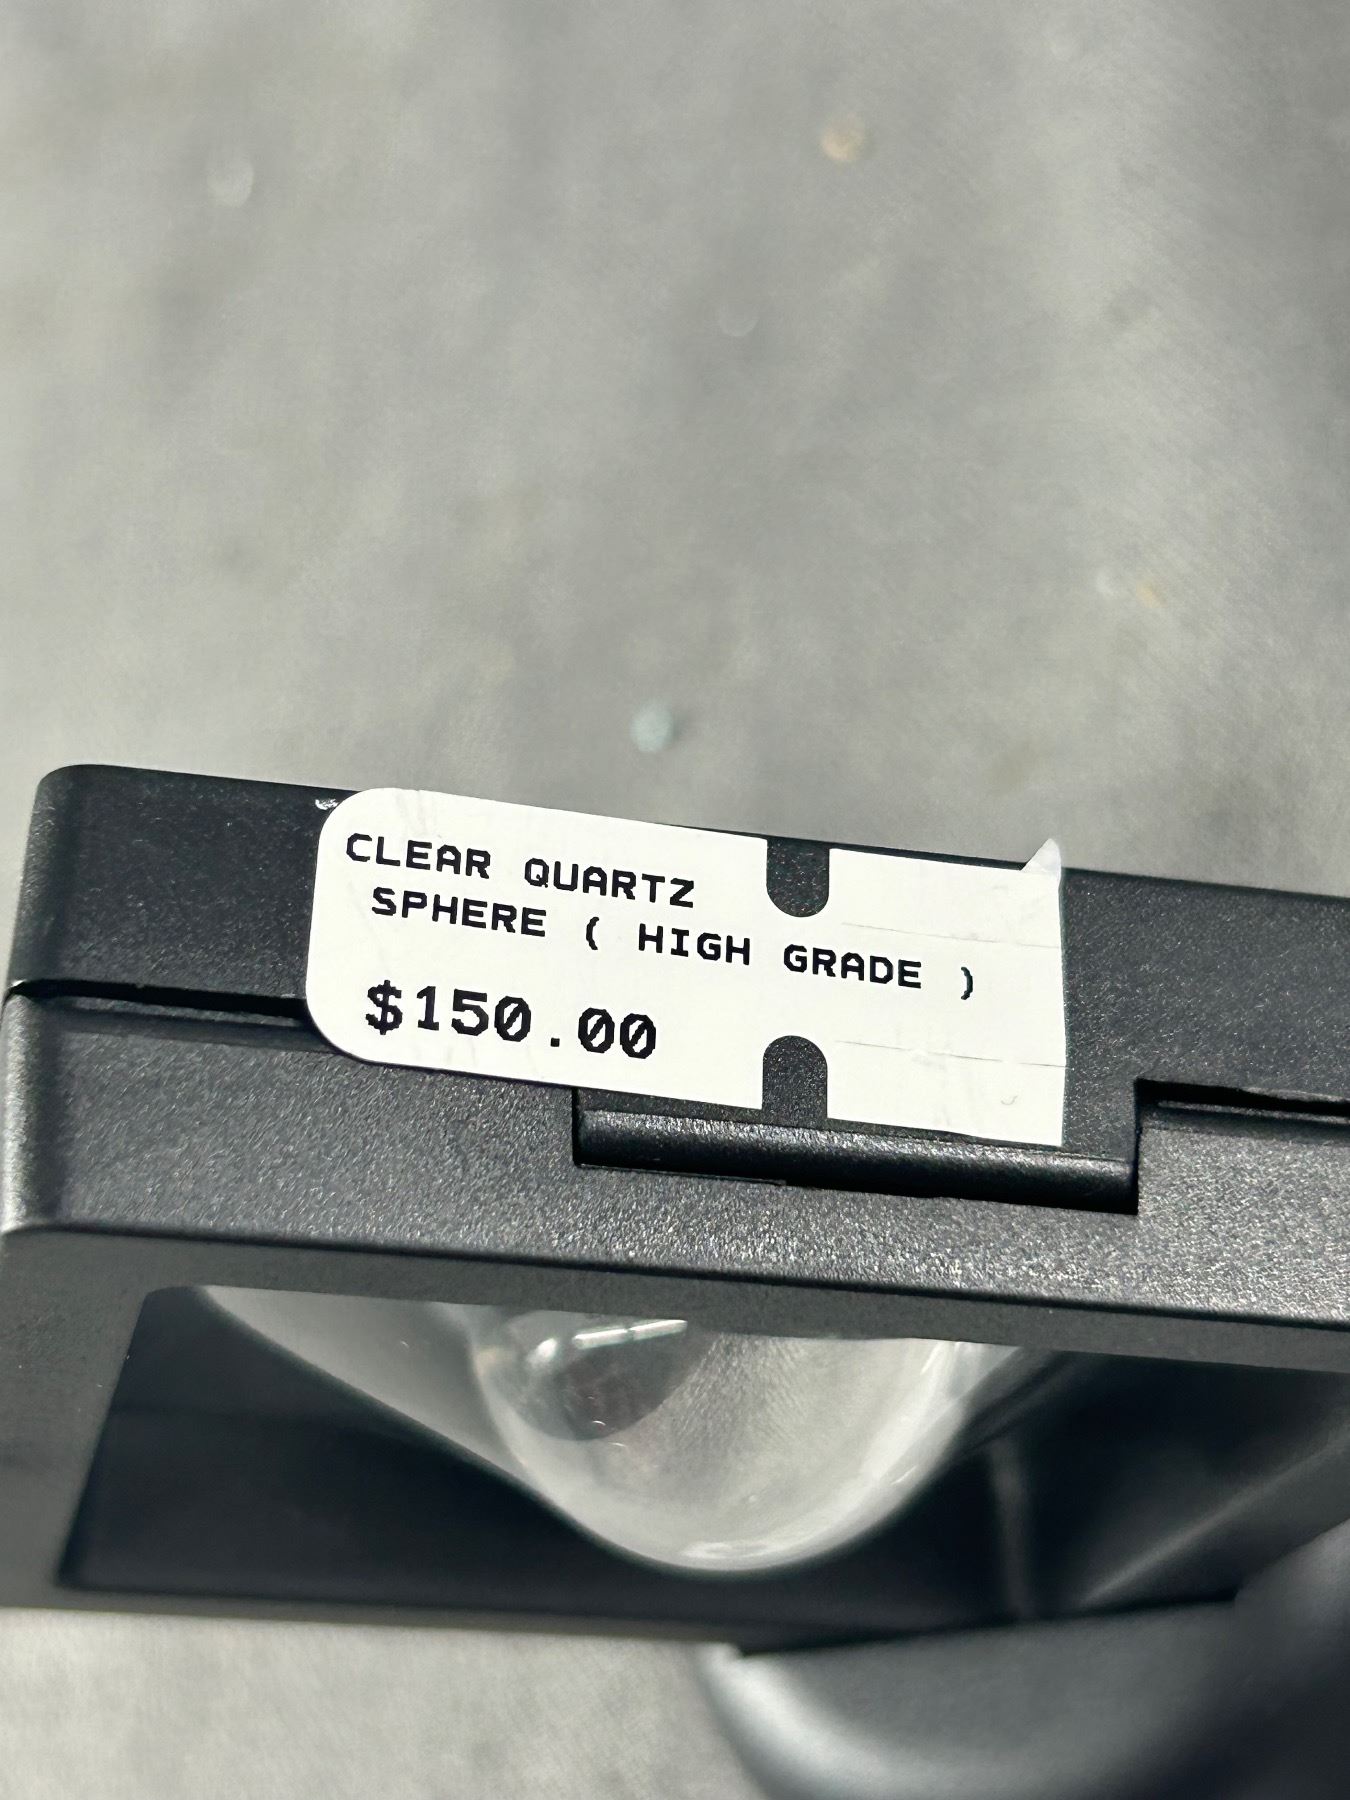 CLEAR QUARTZ
SPHERE ( HIGH GRADE )
$150.00